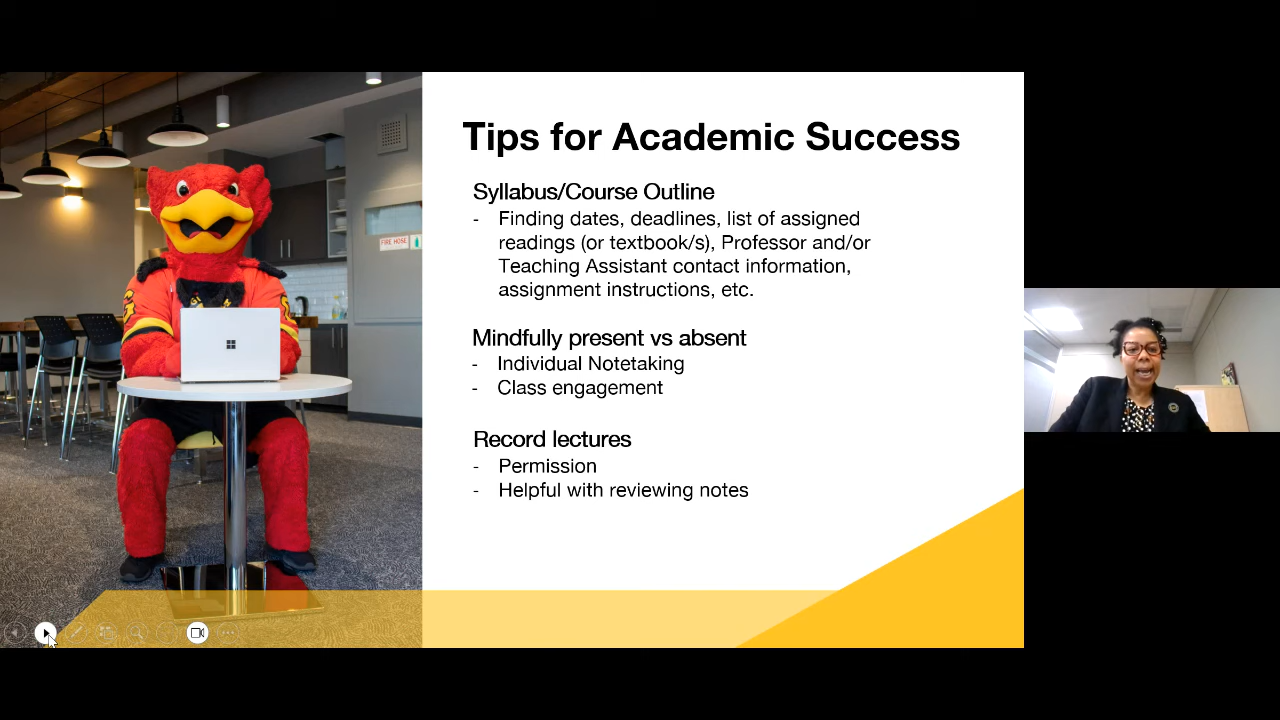 Tips for Academic Success
Syllabus/Course Outline
- Finding dates, deadlines, list of assigned
readings (or textbook/s), Professor and/or
Teaching Assistant contact information,
assignment instructions, etc.
Mindfully present vs absent
- Individual Notetaking
- Class engagement
Record lectures
- Permission
- Helpful with reviewing notes
FIRE HOSE